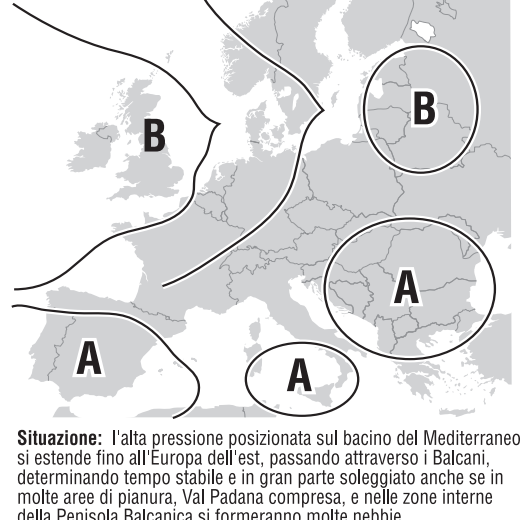 B
B
A
A
A
Situazione: l'alta pressione posizionata sul bacino del Mediterraneo
si estende fino all'Europa dell'est, passando attraverso i Balcani,
determinando tempo stabile e in gran parte soleggiato anche se in
molte aree di pianura, Val Padana compresa, e nelle zone interne
della Penisola Balcanica si formeranno molte nebbie